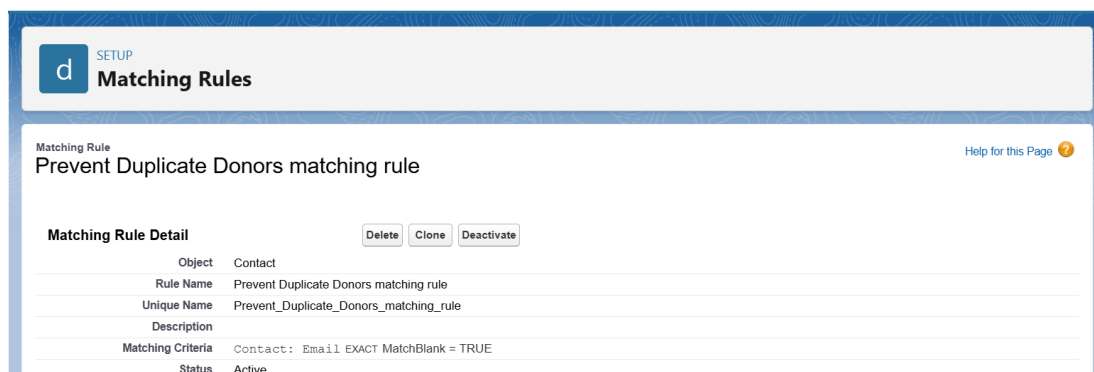 d
SETUP
Matching Rules
Matching Rule
Prevent Duplicate Donors matching rule
Help for this Page ?
Matching Rule Detail Delete Clone Deactivate
Object Contact
Rule Name Prevent Duplicate Donors matching rule
Unique Name Prevent_Duplicate_Donors_matching_rule
Description
Matching Criteria Contact: Email EXACT MatchBlank = TRUE
Status Active